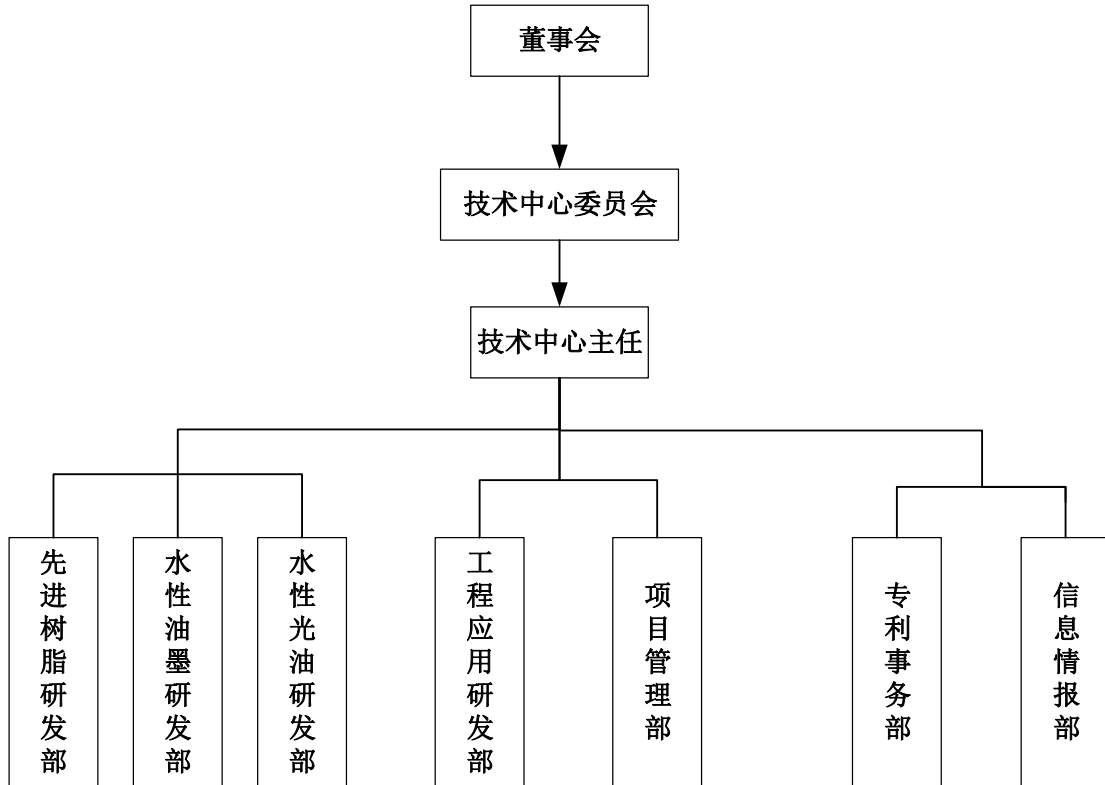 董事会
技术中心委员会
技术中心主任
先进树脂研发部
水性油墨研发部
水性光油研发部
工程应用研发部
项目管理部
专利事务部
信息情报部